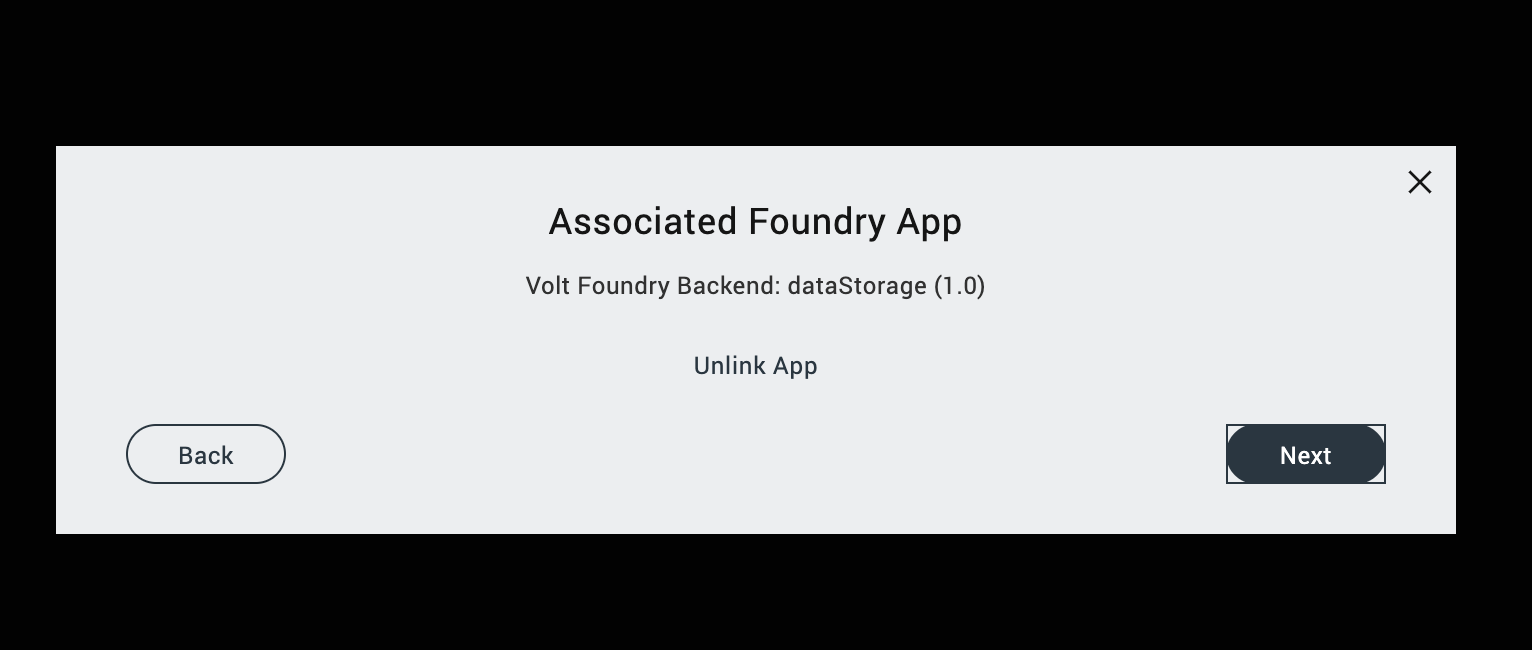 Associated Foundry App
Volt Foundry Backend: dataStorage (1.0)
Unlink App
Back
Next